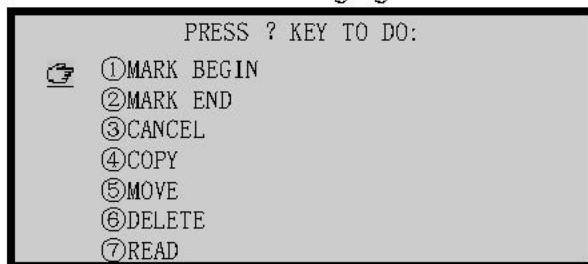 PRESS ? KEY TO DO:
①MARK BEGIN
②MARK END
③CANCEL
④COPY
⑤MOVE
⑥DELETE
⑦READ